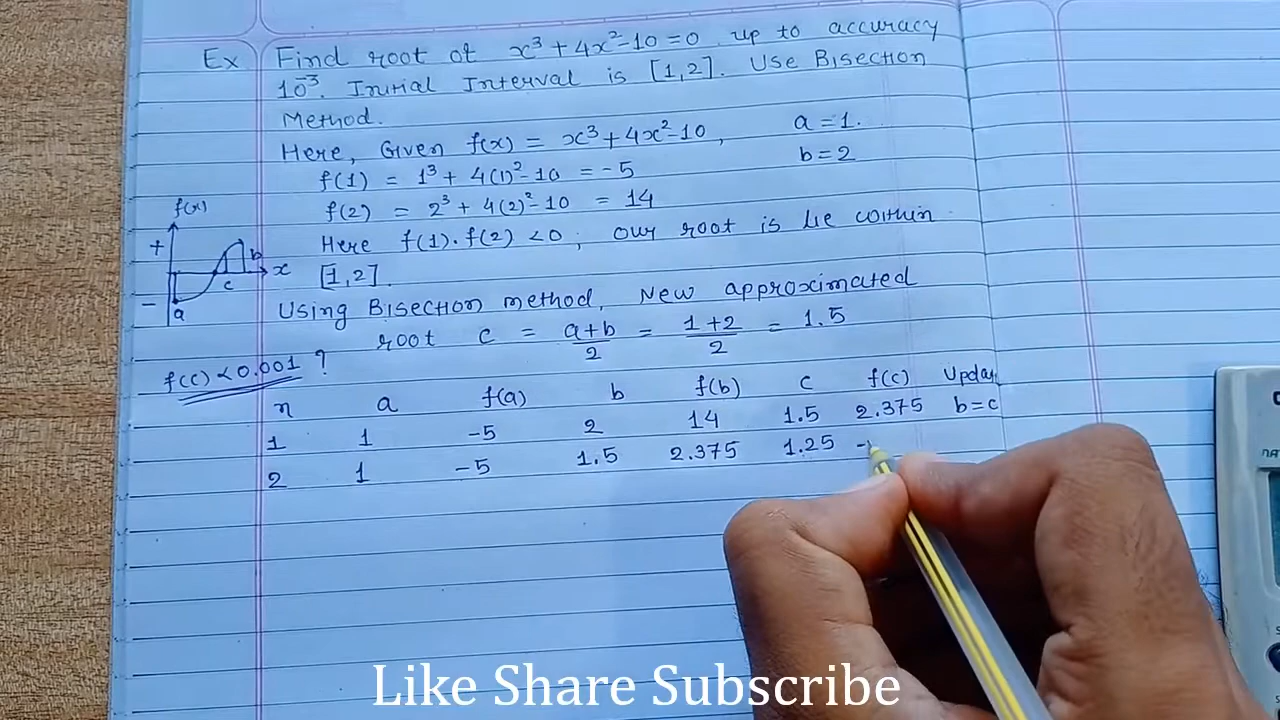 Ex Find root of x³ + 4x² - 10 = 0 up to accuracy
10⁻³. Initial Interval is [1,2]. Use Bisection
Method.
Here, Given f(x) = x³ + 4x² - 10, a = 1.
b = 2
f(1) = 1³ + 4(1)² - 10 = -5
f(2) = 2³ + 4(2)² - 10 = 14
Here f(1).f(2) < 0, our root is lie within
[1,2].
f(x)
+
b
x
c
-
a
Using Bisection method, New approximated
root c = a+b/2 = 1+2/2 = 1.5
f(c) < 0.001 ?
n a f(a) b f(b) c f(c) Updat
1 1 -5 2 14 1.5 2.375 b=c
2 1 -5 1.5 2.375 1.25 -
Like Share Subscribe